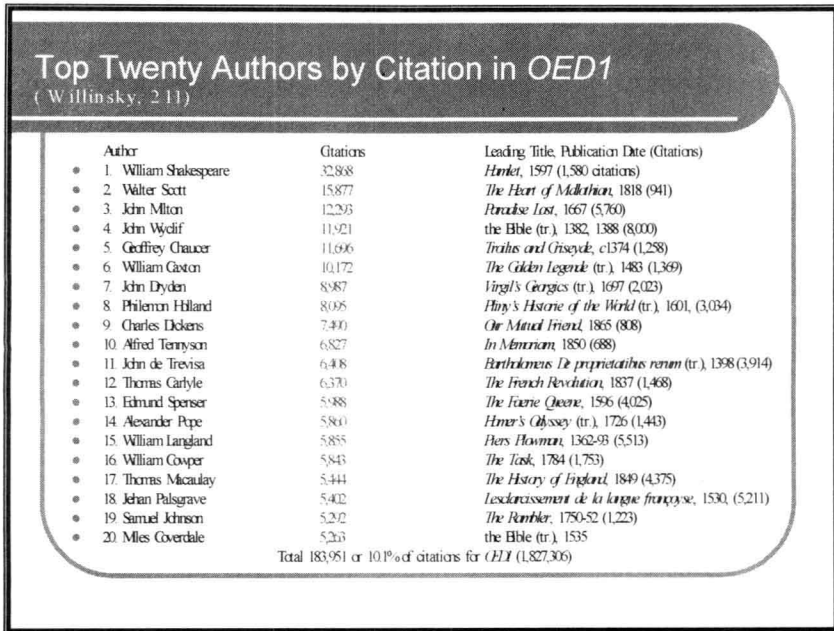 Top Twenty Authors by Citation in OED1
(Willinsky, 211)
Author Citations Leading Title, Publication Date (Citations)
1. William Shakespeare 32,868 Hamlet, 1597 (1,580 citations)
2. Walter Scott 15,877 The Heart of Midlothian, 1818 (941)
3. John Milton 12,293 Paradise Lost, 1667 (5,760)
4. John Wyclif 11,921 the Bible (tr.), 1382, 1388 (8,000)
5. Geoffrey Chaucer 11,696 Troilus and Criseyde, c1374 (1,258)
6. William Caxton 10,172 The Golden Legende (tr.), 1483 (1,369)
7. John Dryden 8,987 Virgil's Georgics (tr.), 1697 (2,023)
8. Philemon Holland 8,095 Pliny's Historie of the World (tr.), 1601, (3,034)
9. Charles Dickens 7,490 Our Mutual Friend, 1865 (808)
10. Alfred Tennyson 6,827 In Memoriam, 1850 (688)
11. John de Trevisa 6,408 Bartholomeus De proprietatibus rerum (tr.), 1398 (3,914)
12. Thomas Carlyle 6,370 The French Revolution, 1837 (1,468)
13. Edmund Spenser 5,988 The Faerie Queene, 1596 (4,025)
14. Alexander Pope 5,860 Homer's Odyssey (tr.), 1726 (1,443)
15. William Langland 5,855 Piers Plowman, 1362-93 (5,513)
16. William Cowper 5,843 The Task, 1784 (1,753)
17. Thomas Macaulay 5,444 The History of England, 1849 (4,375)
18. Jehan Palsgrave 5,402 Lesclarcissement de la langue françoyse, 1530, (5,211)
19. Samuel Johnson 5,292 The Rambler, 1750-52 (1,223)
20. Miles Coverdale 5,263 the Bible (tr.), 1535
Total 183,951 or 10.1% of citations for OED1 (1,827,306)